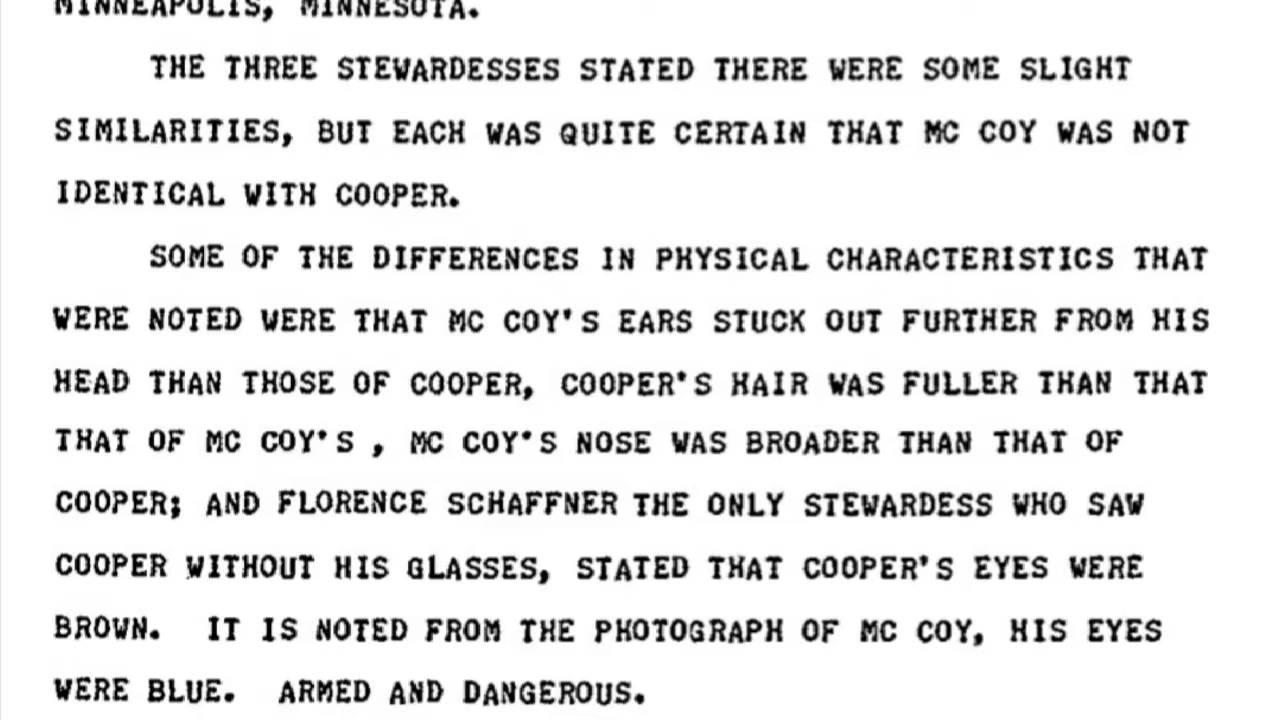 MINNEAPOLIS, MINNESOTA.
THE THREE STEWARDESSES STATED THERE WERE SOME SLIGHT
SIMILARITIES, BUT EACH WAS QUITE CERTAIN THAT MC COY WAS NOT
IDENTICAL WITH COOPER.
SOME OF THE DIFFERENCES IN PHYSICAL CHARACTERISTICS THAT
WERE NOTED WERE THAT MC COY'S EARS STUCK OUT FURTHER FROM HIS
HEAD THAN THOSE OF COOPER, COOPER'S HAIR WAS FULLER THAN THAT
THAT OF MC COY'S , MC COY'S NOSE WAS BROADER THAN THAT OF
COOPER; AND FLORENCE SCHAFFNER THE ONLY STEWARDESS WHO SAW
COOPER WITHOUT HIS GLASSES, STATED THAT COOPER'S EYES WERE
BROWN. IT IS NOTED FROM THE PHOTOGRAPH OF MC COY, HIS EYES
WERE BLUE. ARMED AND DANGEROUS.